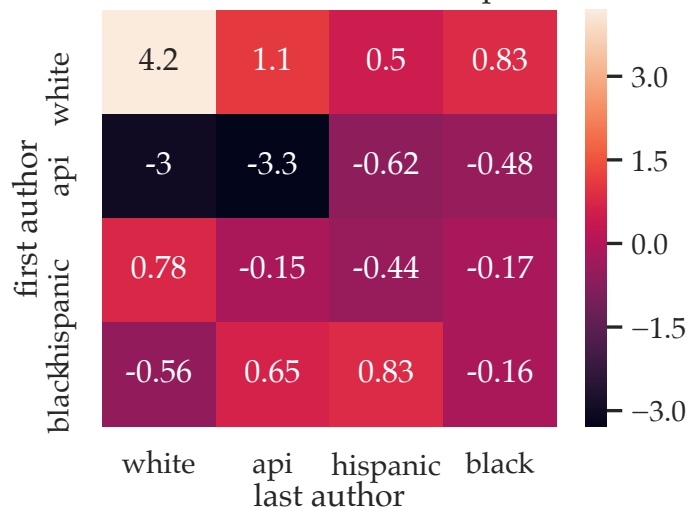 white 4.2 1.1 0.5 0.83
api -3 -3.3 -0.62 -0.48
hispanic 0.78 -0.15 -0.44 -0.17
black -0.56 0.65 0.83 -0.16
first author
white api hispanic black
last author
3.0
1.5
0.0
−1.5
−3.0